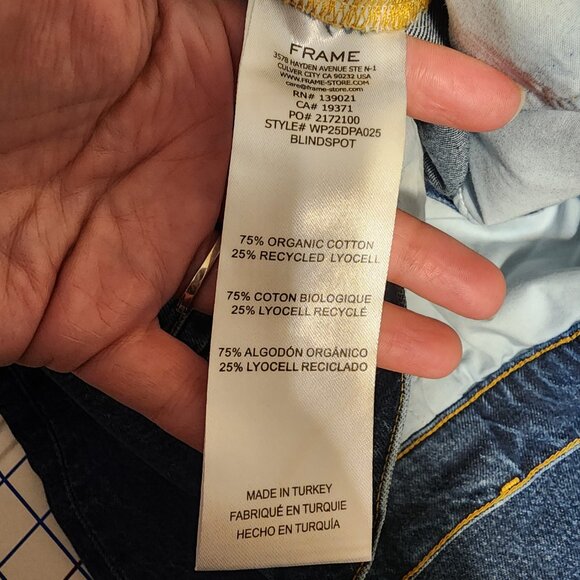 FRAME
3578 HAYDEN AVENUE STE N-1
CULVER CITY CA 90232 USA
WWW.FRAME-STORE.COM
care@frame-store.com
RN# 139021
CA# 19371
PO# 2172100
STYLE# WP25DPA025
BLINDSPOT
75% ORGANIC COTTON
25% RECYCLED LYOCELL
75% COTON BIOLOGIQUE
25% LYOCELL RECYCLÉ
75% ALGODÓN ORGÁNICO
25% LYOCELL RECICLADO
MADE IN TURKEY
FABRIQUÉ EN TURQUIE
HECHO EN TURQUÍA